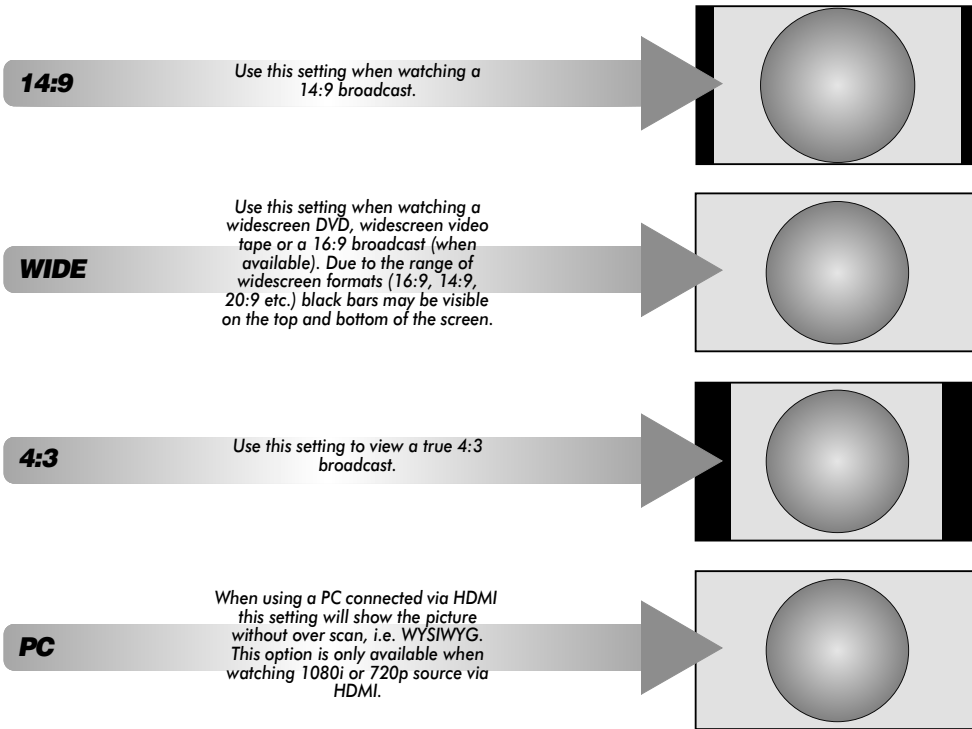 14:9
Use this setting when watching a
14:9 broadcast.
WIDE
Use this setting when watching a
widescreen DVD, widescreen video
tape or a 16:9 broadcast (when
available). Due to the range of
widescreen formats (16:9, 14:9,
20:9 etc.) black bars may be visible
on the top and bottom of the screen.
4:3
Use this setting to view a true 4:3
broadcast.
PC
When using a PC connected via HDMI
this setting will show the picture
without over scan, i.e. WYSIWYG.
This option is only available when
watching 1080i or 720p source via
HDMI.